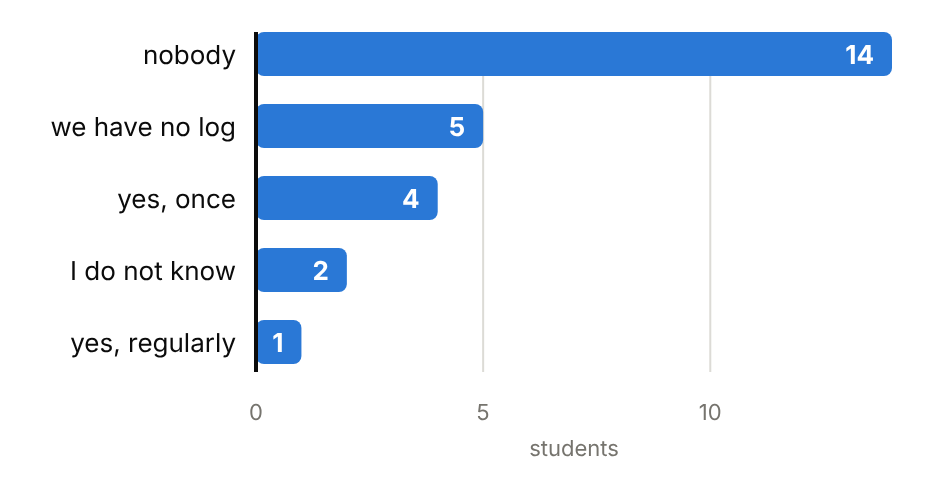 nobody 14
we have no log 5
yes, once 4
I do not know 2
yes, regularly 1
0 5 10
students